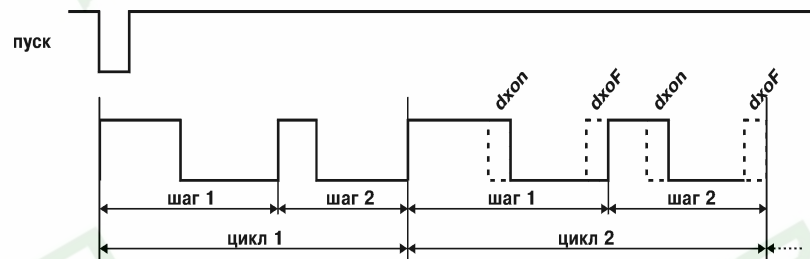 пуск
dxon
dxoF
dxon
dxoF
шаг 1
шаг 2
шаг 1
шаг 2
цикл 1
цикл 2